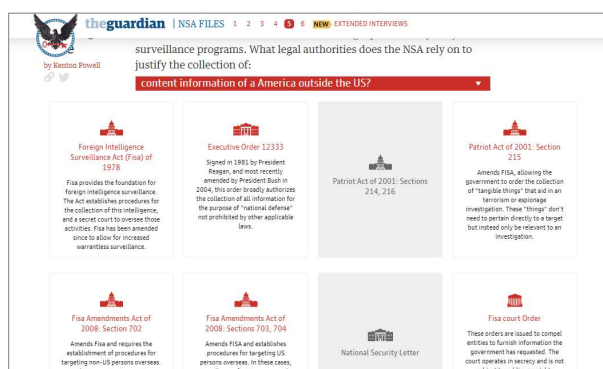 theguardian | NSA FILES 1 2 3 4 5 6 NEW EXTENDED INTERVIEWS
surveillance programs. What legal authorities does the NSA rely on to
by Kenton Powell
justify the collection of:
content information of a America outside the US?
Foreign Intelligence
Surveillance Act (Fisa) of
1978
Fisa provides the foundation for
foreign intelligence surveillance.
The Act establishes procedures for
the collection of this intelligence,
and a secret court to oversee those
activities. Fisa has been amended
since to allow for increased
warrantless surveillance.
Executive Order 12333
Signed in 1981 by President
Reagan, and most recently
amended by President Bush in
2004, this order broadly authorizes
the collection of all information for
the purpose of "national defense"
not prohibited by other applicable
laws.
Patriot Act of 2001: Sections
214, 216
Patriot Act of 2001: Section
215
Amends FISA, allowing the
government to order the collection
of "tangible things" that aid in an
terrorism or espionage
investigation. These "things" don't
need to pertain directly to a target
but instead only be relevant to an
investigation.
Fisa Amendments Act of
2008: Section 702
Amends Fisa and requires the
establishment of procedures for
targeting non-US persons overseas.
Fisa Amendments Act of
2008: Sections 703, 704
Amends FISA and establishes
procedures for targeting US
persons overseas. In these cases,
National Security Letter
Fisa court Order
These orders are issued to compel
entities to furnish information the
government has requested. The
court operates in secrecy and is not